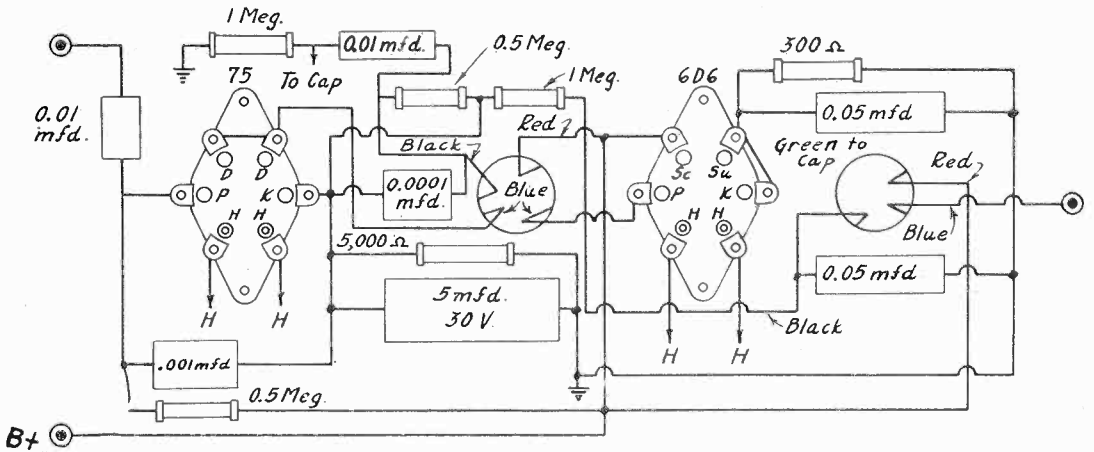 1 Meg.
0.01 mfd.
To Cap
75
0.5 Meg.
1 Meg.
6D6
300 Ω
0.05 mfd
0.01
mfd.
D D
P K
H H
H H
Black
Red
Blue
0.0001
mfd.
5,000 Ω
5 mfd.
30 V.
Sc Su
P K
H H
H H
Green to
Cap
Red
Blue
0.05 mfd
Black
.001 mfd
0.5 Meg.
B+